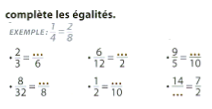 complète les égalités.
EXEMPLE: 1/4 = 2/8
• 2/3 = .../6 • 6/12 = .../2 • 9/5 = .../10
• 8/32 = .../8 • 1/2 = .../10 • 14/... = 7/2